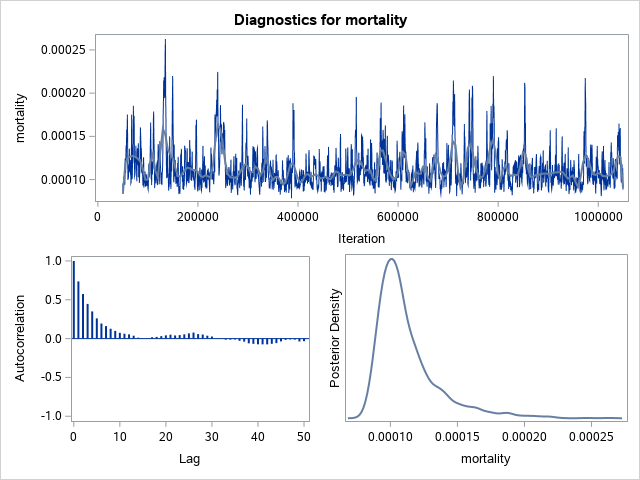 Diagnostics for mortality
mortality
0.00025
0.00020
0.00015
0.00010
0 200000 400000 600000 800000 1000000
Iteration
Autocorrelation
1.0
0.5
0.0
-0.5
-1.0
0 10 20 30 40 50
Lag
Posterior Density
0.00010 0.00015 0.00020 0.00025
mortality